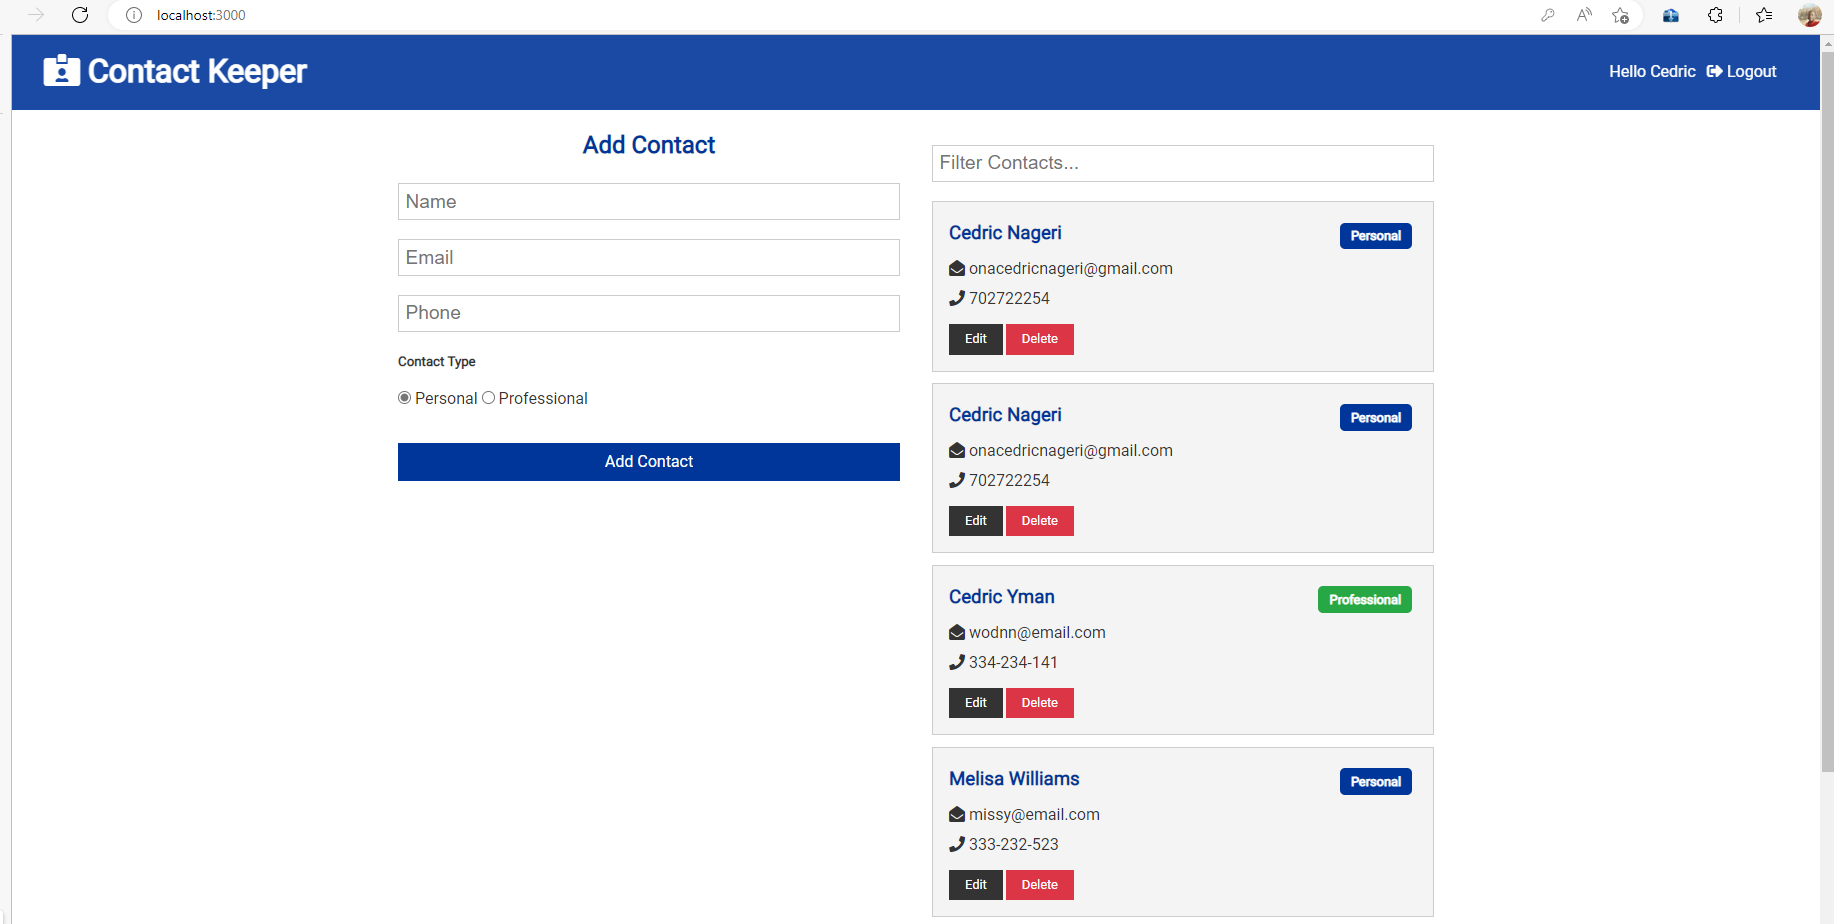 localhost:3000
Contact Keeper
Hello Cedric Logout
Add Contact
Name
Email
Phone
Contact Type
Personal Professional
Add Contact
Filter Contacts...
Cedric Nageri
Personal
onacedricnageri@gmail.com
702722254
Edit Delete
Cedric Nageri
Personal
onacedricnageri@gmail.com
702722254
Edit Delete
Cedric Yman
Professional
wodnn@email.com
334-234-141
Edit Delete
Melisa Williams
Personal
missy@email.com
333-232-523
Edit Delete